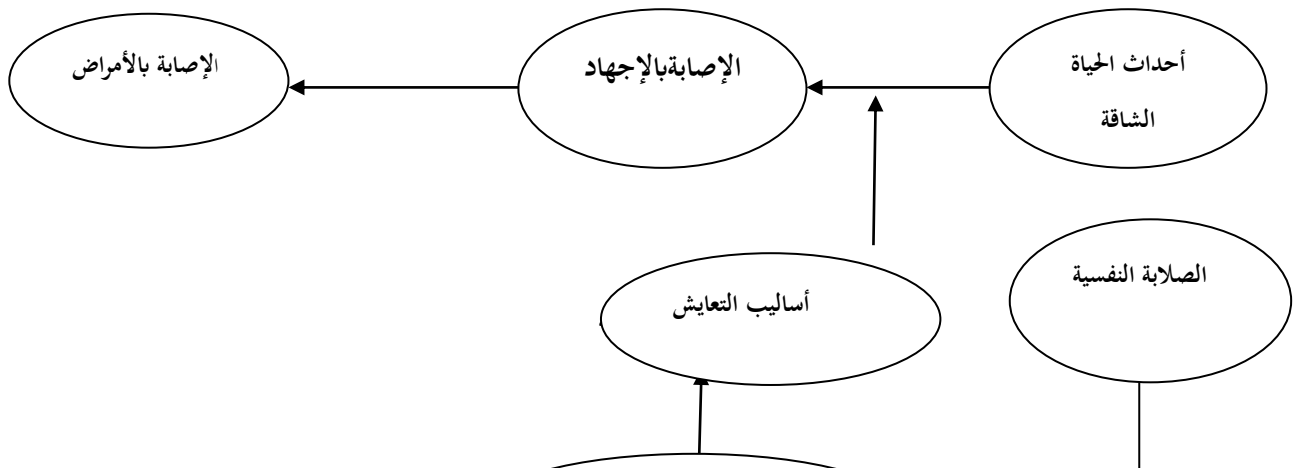 أحداث الحياة
الشاقة
الإصابةبالإجهاد
الإصابة بالأمراض
الصلابة النفسية
أساليب التعايش